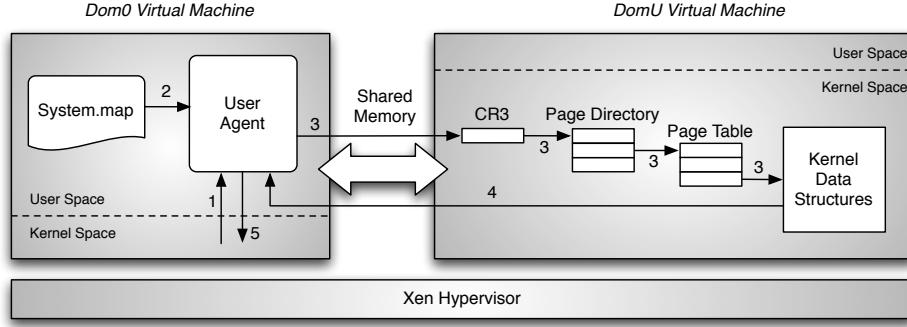 Dom0 Virtual Machine
DomU Virtual Machine
User Space
Kernel Space
System.map
2
User
Agent
3
Shared
Memory
CR3
3
Page Directory
3
Page Table
3
Kernel
Data
Structures
4
1
5
User Space
Kernel Space
Xen Hypervisor